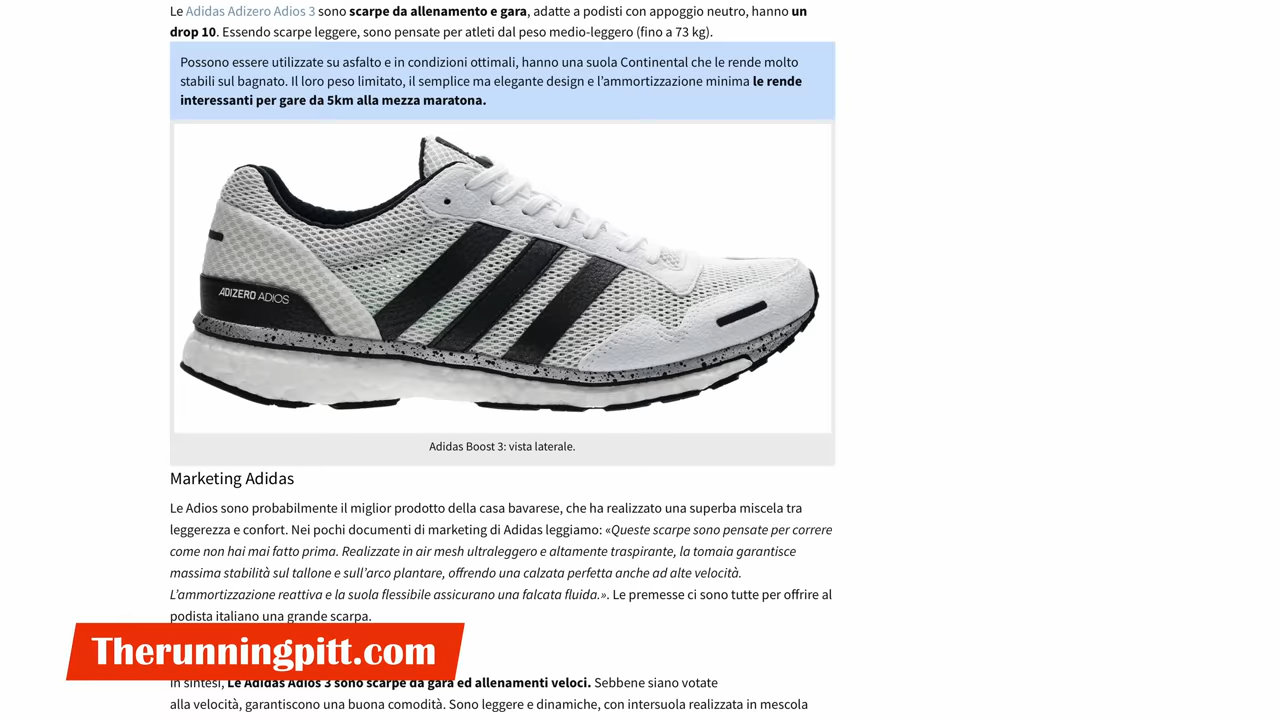 Le Adidas Adizero Adios 3 sono scarpe da allenamento e gara, adatte a podisti con appoggio neutro, hanno un
drop 10. Essendo scarpe leggere, sono pensate per atleti dal peso medio-leggero (fino a 73 kg).
Possono essere utilizzate su asfalto e in condizioni ottimali, hanno una suola Continental che le rende molto
stabili sul bagnato. Il loro peso limitato, il semplice ma elegante design e l’ammortizzazione minima le rende
interessanti per gare da 5km alla mezza maratona.
ADIZERO ADIOS
Adidas Boost 3: vista laterale.
Marketing Adidas
Le Adios sono probabilmente il miglior prodotto della casa bavarese, che ha realizzato una superba miscela tra
leggerezza e confort. Nei pochi documenti di marketing di Adidas leggiamo: «Queste scarpe sono pensate per correre
come non hai mai fatto prima. Realizzate in air mesh ultraleggero e altamente traspirante, la tomaia garantisce
massima stabilità sul tallone e sull’arco plantare, offrendo una calzata perfetta anche ad alte velocità.
L’ammortizzazione reattiva e la suola flessibile assicurano una falcata fluida.». Le premesse ci sono tutte per offrire al
podista italiano una grande scarpa.
Therunningpitt.com
In sintesi, Le Adidas Adios 3 sono scarpe da gara ed allenamenti veloci. Sebbene siano votate
alla velocità, garantiscono una buona comodità. Sono leggere e dinamiche, con intersuola realizzata in mescola